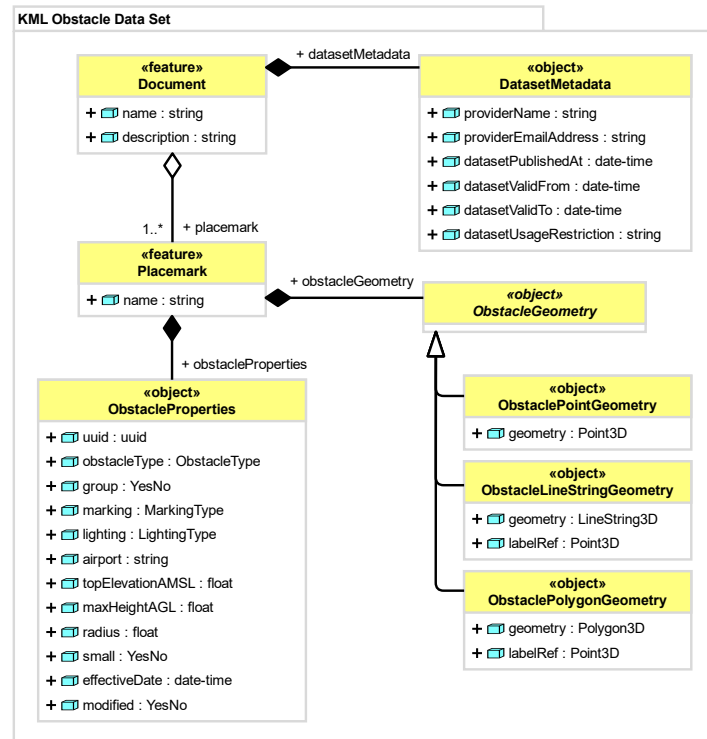 KML Obstacle Data Set
«feature»
Document
+ name : string
+ description : string
+ datasetMetadata
«object»
DatasetMetadata
+ providerName : string
+ providerEmailAddress : string
+ datasetPublishedAt : date-time
+ datasetValidFrom : date-time
+ datasetValidTo : date-time
+ datasetUsageRestriction : string
1..* + placemark
«feature»
Placemark
+ name : string
+ obstacleGeometry
«object»
ObstacleGeometry
+ obstacleProperties
«object»
ObstacleProperties
+ uuid : uuid
+ obstacleType : ObstacleType
+ group : YesNo
+ marking : MarkingType
+ lighting : LightingType
+ airport : string
+ topElevationAMSL : float
+ maxHeightAGL : float
+ radius : float
+ small : YesNo
+ effectiveDate : date-time
+ modified : YesNo
«object»
ObstaclePointGeometry
+ geometry : Point3D
«object»
ObstacleLineStringGeometry
+ geometry : LineString3D
+ labelRef : Point3D
«object»
ObstaclePolygonGeometry
+ geometry : Polygon3D
+ labelRef : Point3D